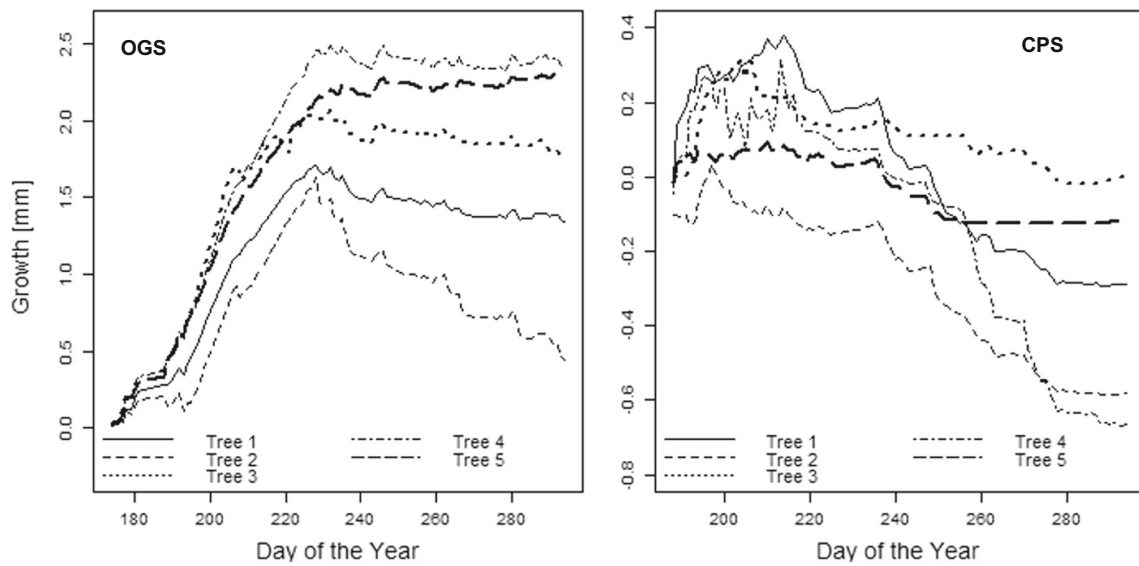 OGS
Growth [mm]
2.5
2.0
1.5
1.0
0.5
0.0
Tree 1
Tree 2
Tree 3
Tree 4
Tree 5
180 200 220 240 260 280
Day of the Year
CPS
0.4
0.2
0.0
-0.2
-0.4
-0.6
-0.8
Tree 1
Tree 2
Tree 3
Tree 4
Tree 5
200 220 240 260 280
Day of the Year